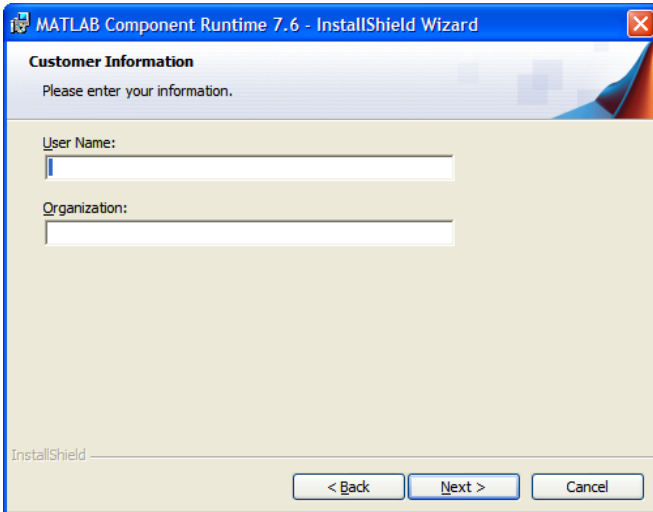 MATLAB Component Runtime 7.6 - InstallShield Wizard
Customer Information
Please enter your information.
User Name:
Organization:
InstallShield
< Back Next > Cancel